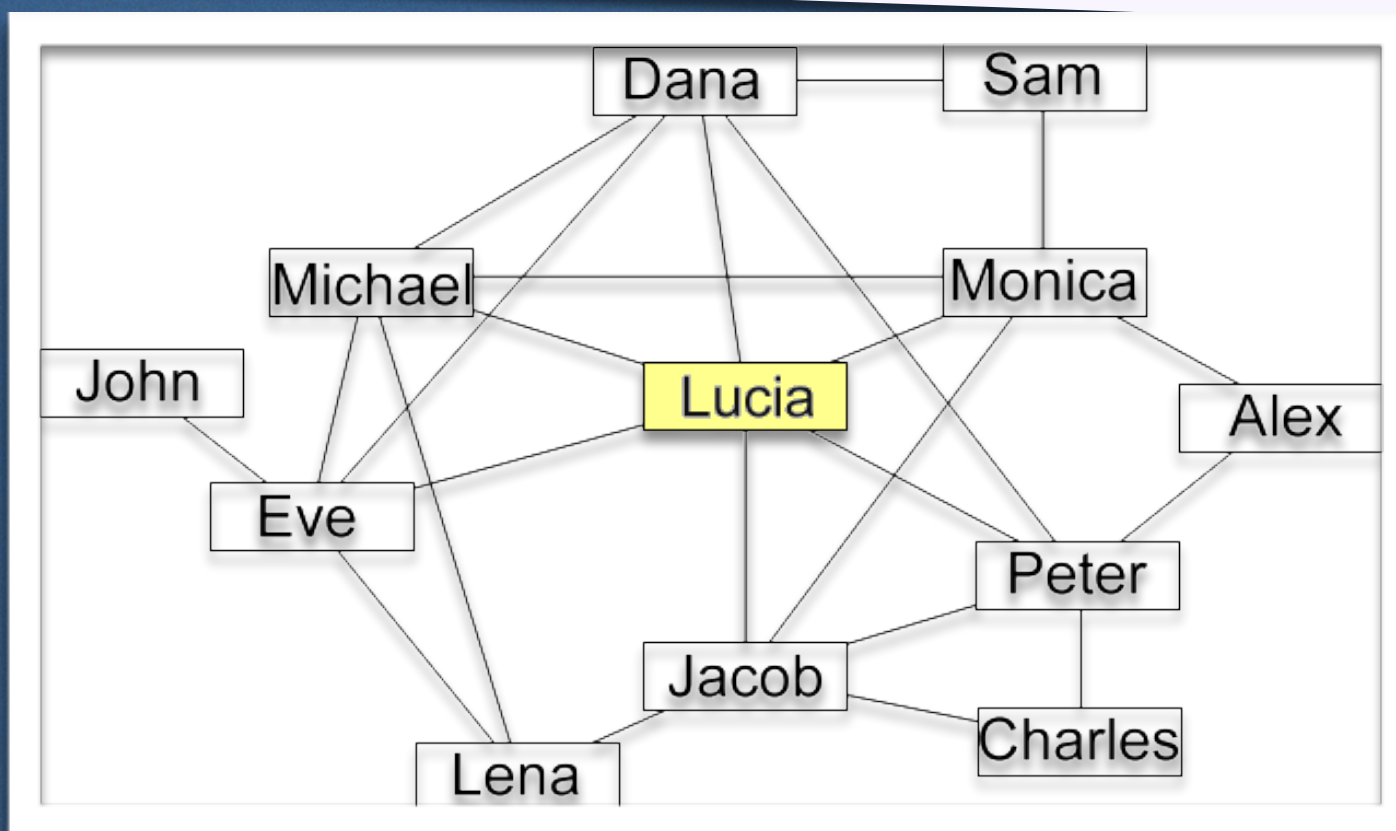 Dana
Sam
Michael
Monica
John
Lucia
Alex
Eve
Peter
Jacob
Charles
Lena